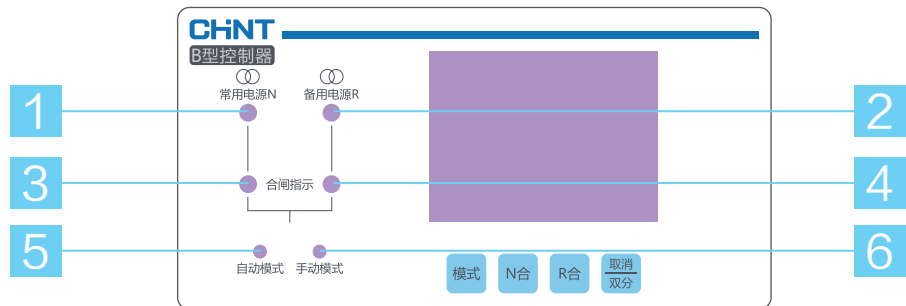 CHNT
B型控制器
常用电源N 备用电源R
1 2
3 合闸指示 4
5 6
自动模式 手动模式
模式 N合 R合 取消
双分